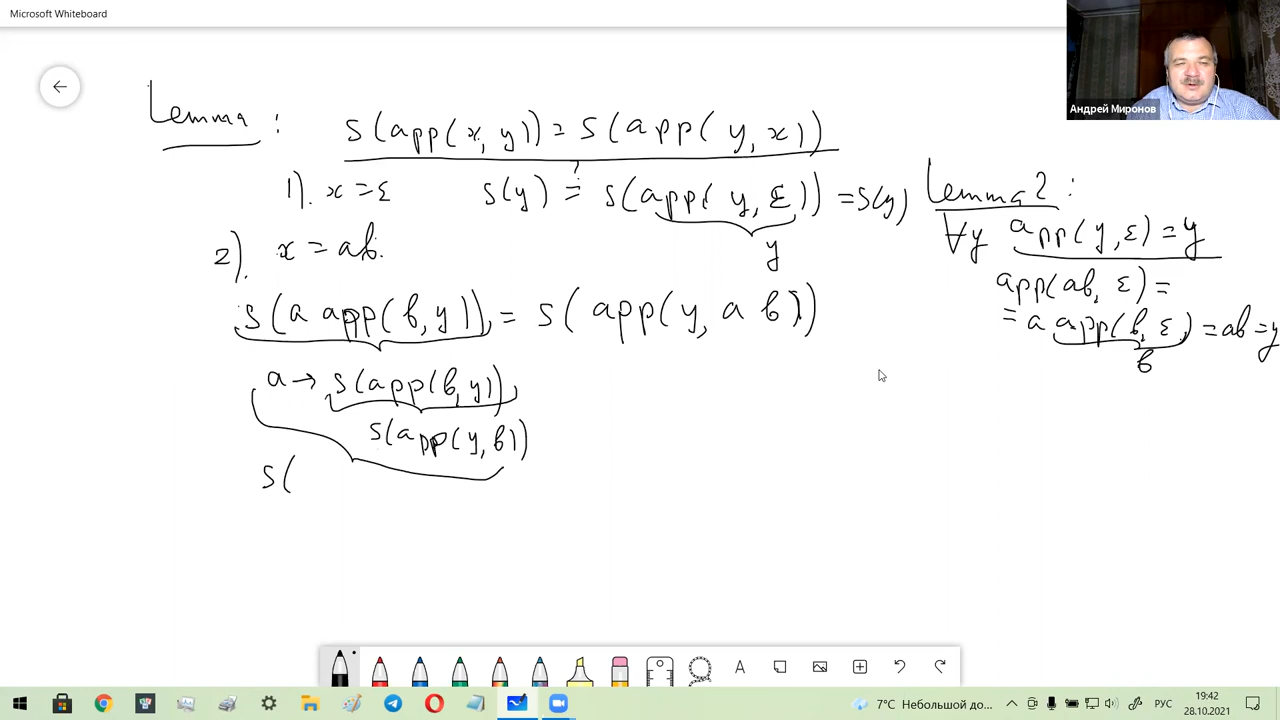 Microsoft Whiteboard
Андрей Миронов
Lemma : s(app(x, y)) = s(app(y, x))
1). x = ε s(y) =? s(app(y, ε)) = s(y)
y
2). x = ab.
s(a app(b, y)) = s(app(y, a b))
a → s(app(b, y))
s(app(y, b))
s(
Lemma 2 :
∀y app(y, ε) = y
app(ab, ε) =
= a app(b, ε) = ab = y
b
7°C Небольшой до...
РУС
19:42
28.10.2021